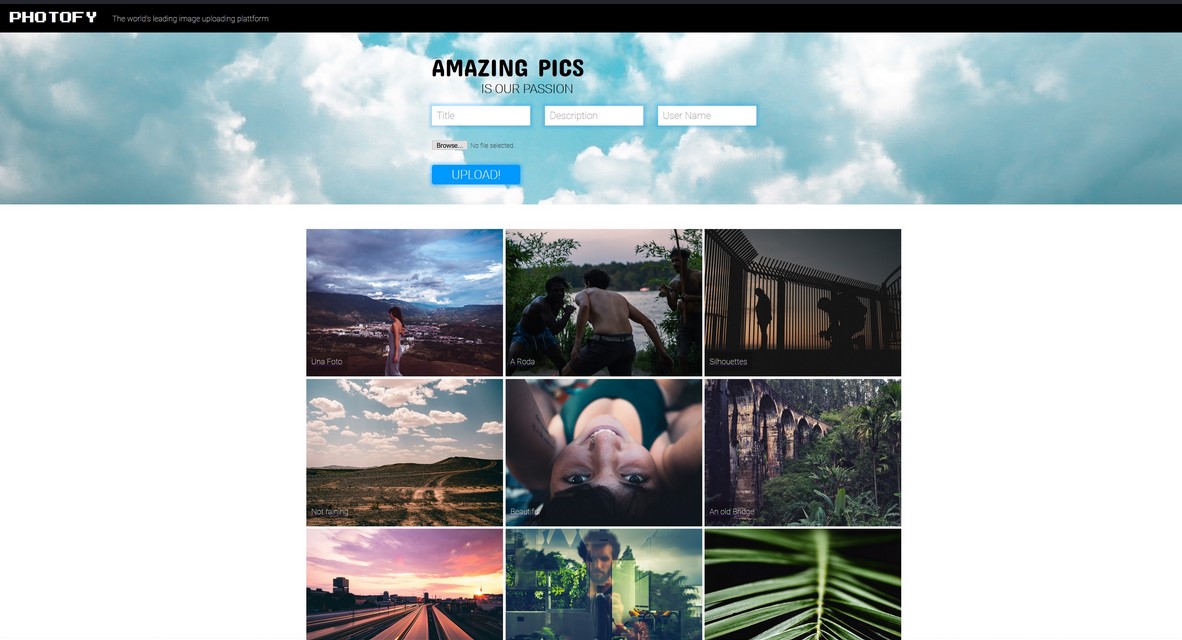 PHOTOFY
The world's leading image uploading plattform
AMAZING PICS
IS OUR PASSION
Title
Description
User Name
Browse... No file selected.
UPLOAD!
Una Foto
A Roda
Silhouettes
Not raining
Beautiful
An old Bridge